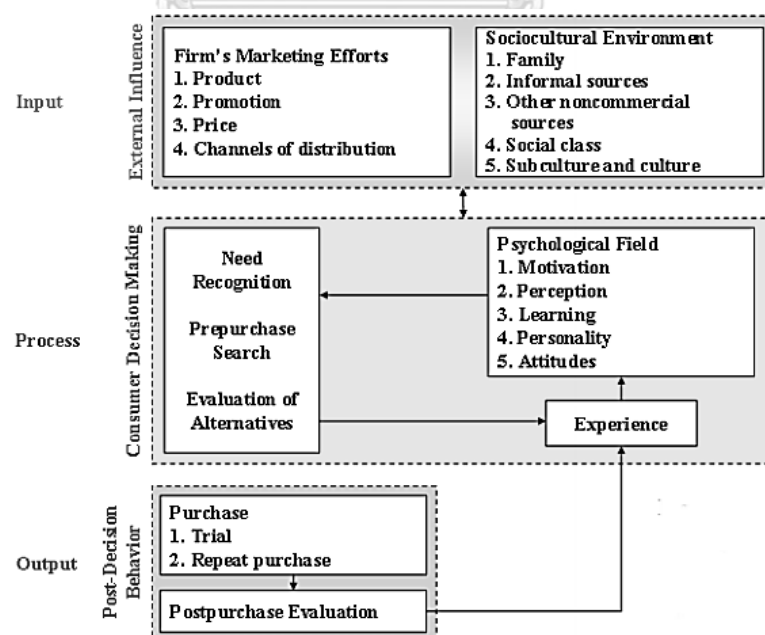 Input
External Influence
Firm's Marketing Efforts
1. Product
2. Promotion
3. Price
4. Channels of distribution
Sociocultural Environment
1. Family
2. Informal sources
3. Other noncommercial
sources
4. Social class
5. Subculture and culture
Process
Consumer Decision Making
Need
Recognition
Prepurchase
Search
Evaluation of
Alternatives
Psychological Field
1. Motivation
2. Perception
3. Learning
4. Personality
5. Attitudes
Experience
Output
Post-Decision
Behavior
Purchase
1. Trial
2. Repeat purchase
Postpurchase Evaluation